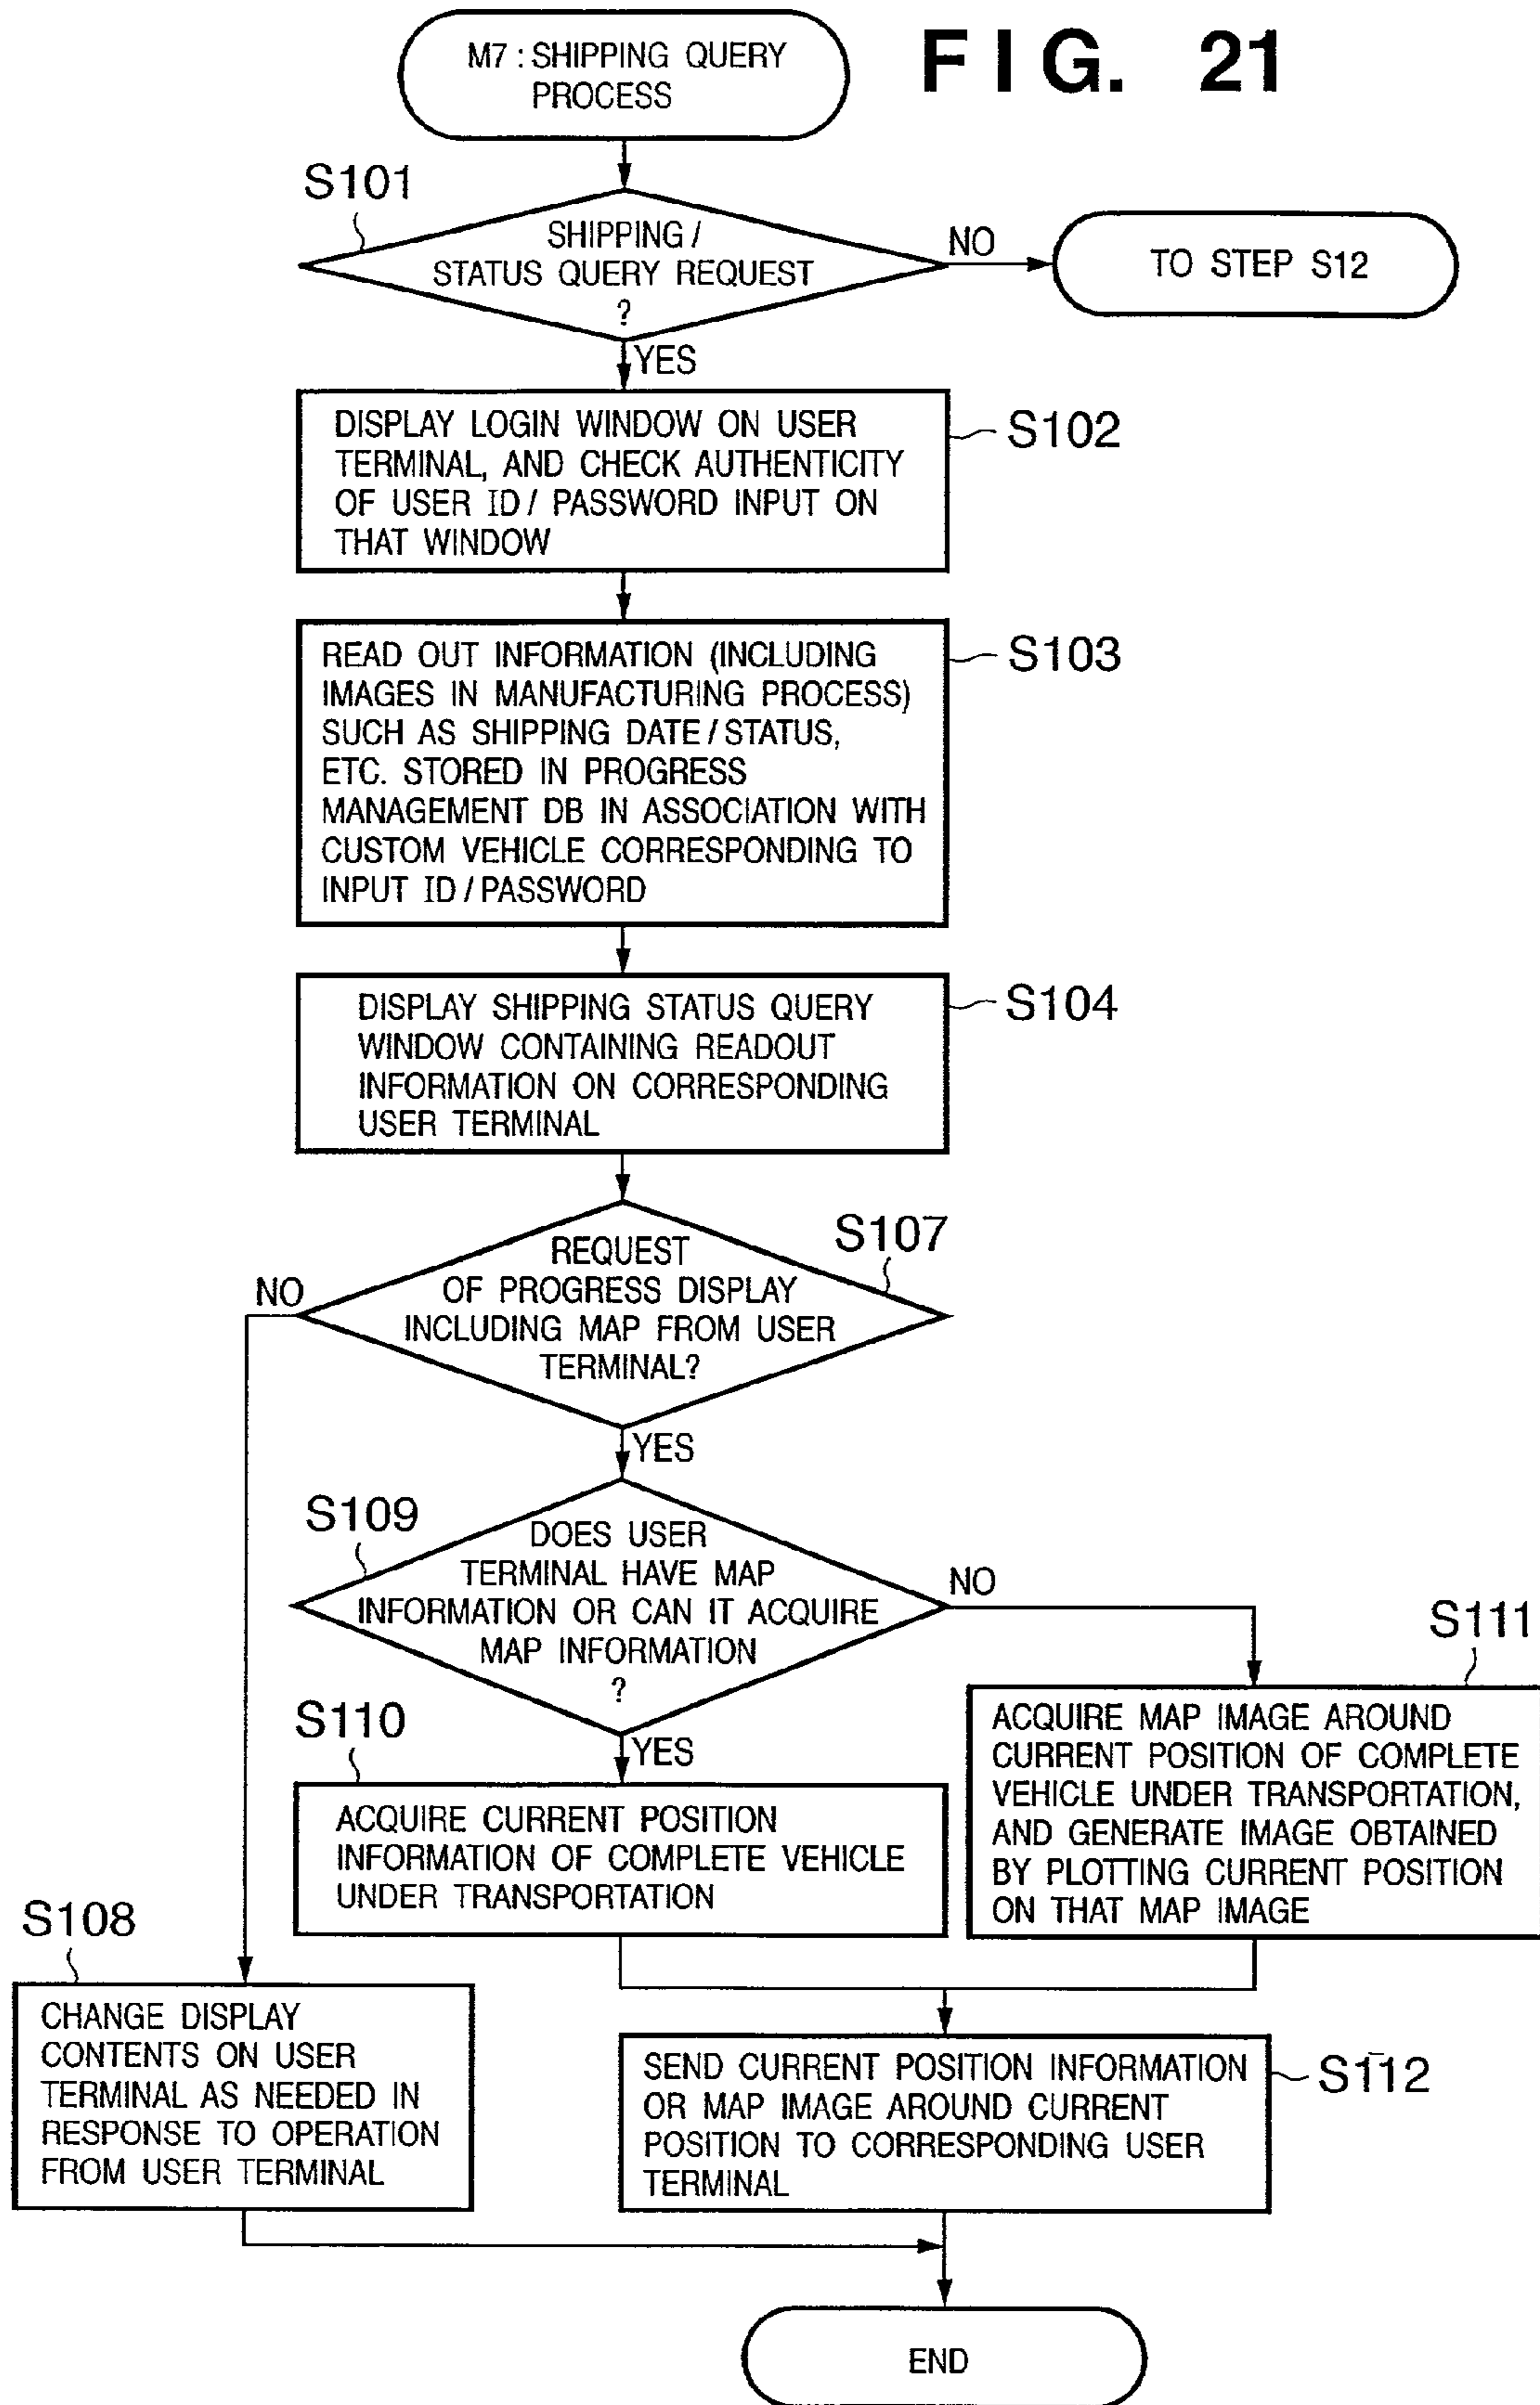 FIG. 21
M7 : SHIPPING QUERY
PROCESS
S101
SHIPPING /
STATUS QUERY REQUEST
?
NO
TO STEP S12
YES
DISPLAY LOGIN WINDOW ON USER
TERMINAL, AND CHECK AUTHENTICITY
OF USER ID / PASSWORD INPUT ON
THAT WINDOW
S102
READ OUT INFORMATION (INCLUDING
IMAGES IN MANUFACTURING PROCESS)
SUCH AS SHIPPING DATE / STATUS,
ETC. STORED IN PROGRESS
MANAGEMENT DB IN ASSOCIATION WITH
CUSTOM VEHICLE CORRESPONDING TO
INPUT ID / PASSWORD
S103
DISPLAY SHIPPING STATUS QUERY
WINDOW CONTAINING READOUT
INFORMATION ON CORRESPONDING
USER TERMINAL
S104
S107
REQUEST
OF PROGRESS DISPLAY
INCLUDING MAP FROM USER
TERMINAL?
NO
YES
S109
DOES USER
TERMINAL HAVE MAP
INFORMATION OR CAN IT ACQUIRE
MAP INFORMATION
?
NO
YES
S110
ACQUIRE CURRENT POSITION
INFORMATION OF COMPLETE VEHICLE
UNDER TRANSPORTATION
S111
ACQUIRE MAP IMAGE AROUND
CURRENT POSITION OF COMPLETE
VEHICLE UNDER TRANSPORTATION,
AND GENERATE IMAGE OBTAINED
BY PLOTTING CURRENT POSITION
ON THAT MAP IMAGE
S108
CHANGE DISPLAY
CONTENTS ON USER
TERMINAL AS NEEDED IN
RESPONSE TO OPERATION
FROM USER TERMINAL
SEND CURRENT POSITION INFORMATION
OR MAP IMAGE AROUND CURRENT
POSITION TO CORRESPONDING USER
TERMINAL
S112
END